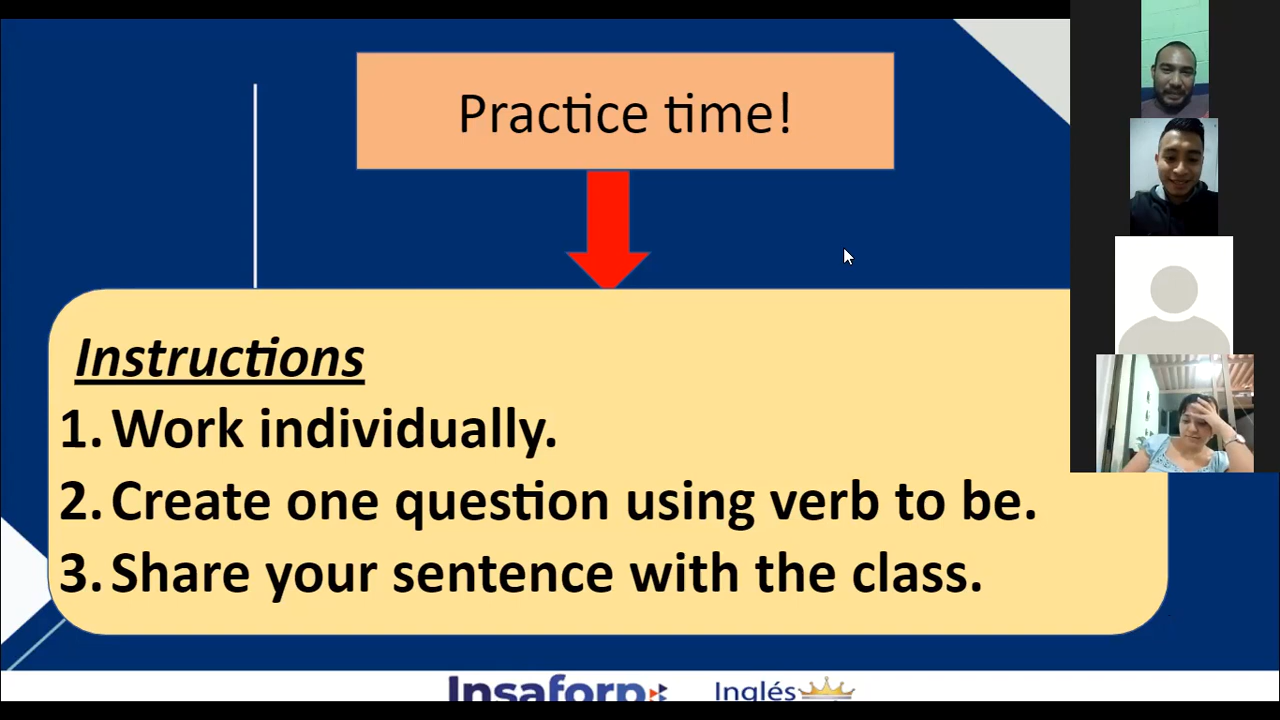 Practice time!
Instructions
1. Work individually.
2. Create one question using verb to be.
3. Share your sentence with the class.
Insaforp
Inglés